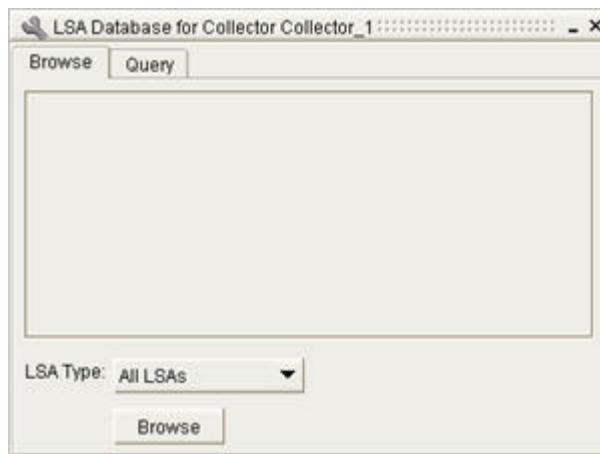 LSA Database for Collector Collector_1
Browse Query
LSA Type: All LSAs
Browse